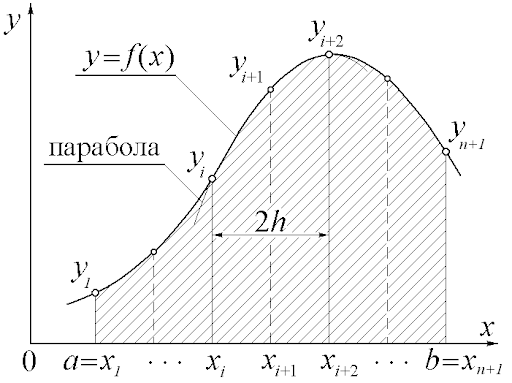 y
y_{i+2}
y=f(x)
y_{i+1}
y_{n+1}
парабола
y_i
2h
y_1
x
0 a=x_1 · · · x_i x_{i+1} x_{i+2} · · · b=x_{n+1}